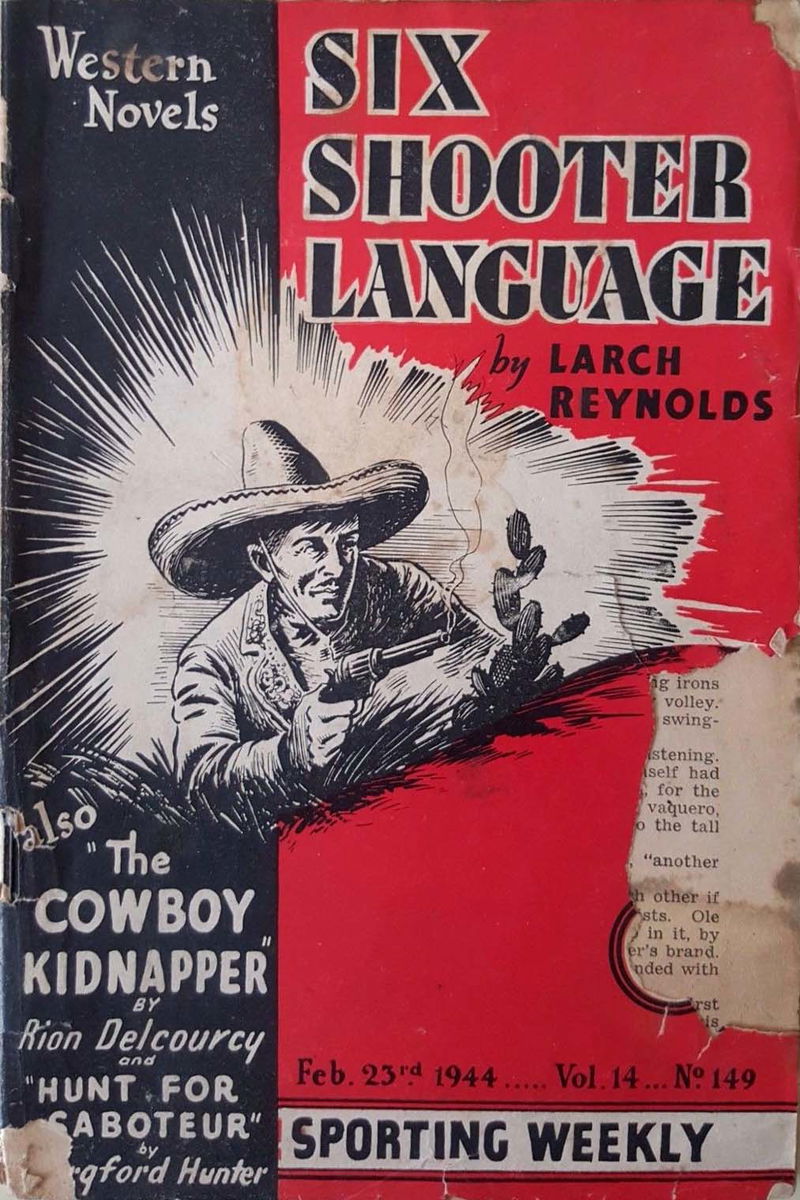 Western
Novels
SIX
SHOOTER
LANGUAGE
by LARCH
REYNOLDS
irons
volley.
swing-
had
for the
vaquero,
the tall
"another
other if
Ole
in it, by
brand.
with
also
"The
COWBOY
KIDNAPPER"
BY
Rion Delcourcy
and
"HUNT FOR
SABOTEUR"
by
Hunter
Feb. 23rd 1944 ..... Vol. 14 ... No 149
SPORTING WEEKLY